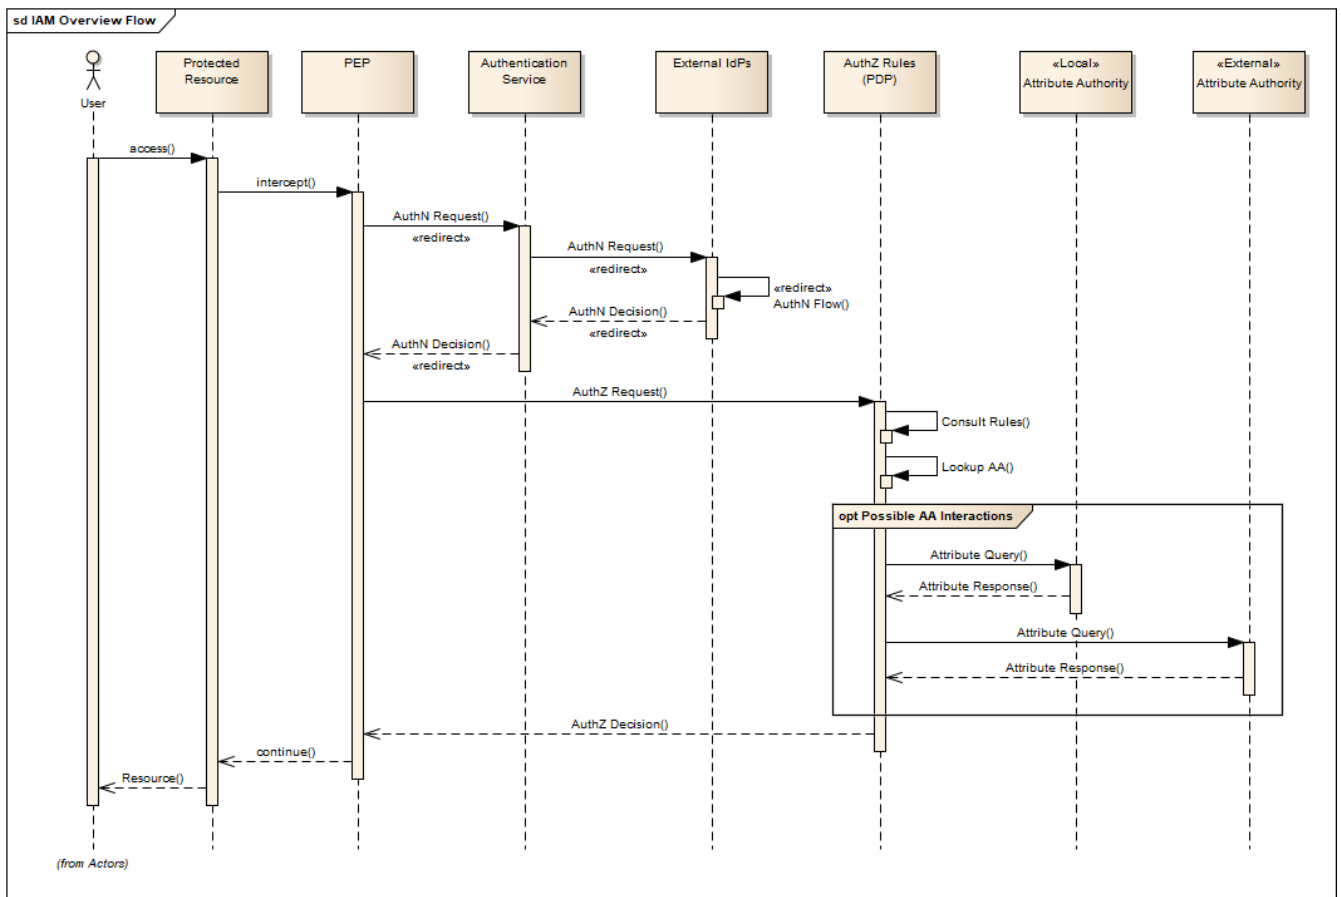 sd IAM Overview Flow
User
Protected
Resource
PEP
Authentication
Service
External IdPs
AuthZ Rules
(PDP)
«Local»
Attribute Authority
«External»
Attribute Authority
access()
intercept()
AuthN Request()
«redirect»
AuthN Request()
«redirect»
«redirect»
AuthN Flow()
AuthN Decision()
«redirect»
AuthN Decision()
«redirect»
AuthZ Request()
Consult Rules()
Lookup AA()
opt Possible AA Interactions
Attribute Query()
Attribute Response()
Attribute Query()
Attribute Response()
AuthZ Decision()
continue()
Resource()
(from Actors)